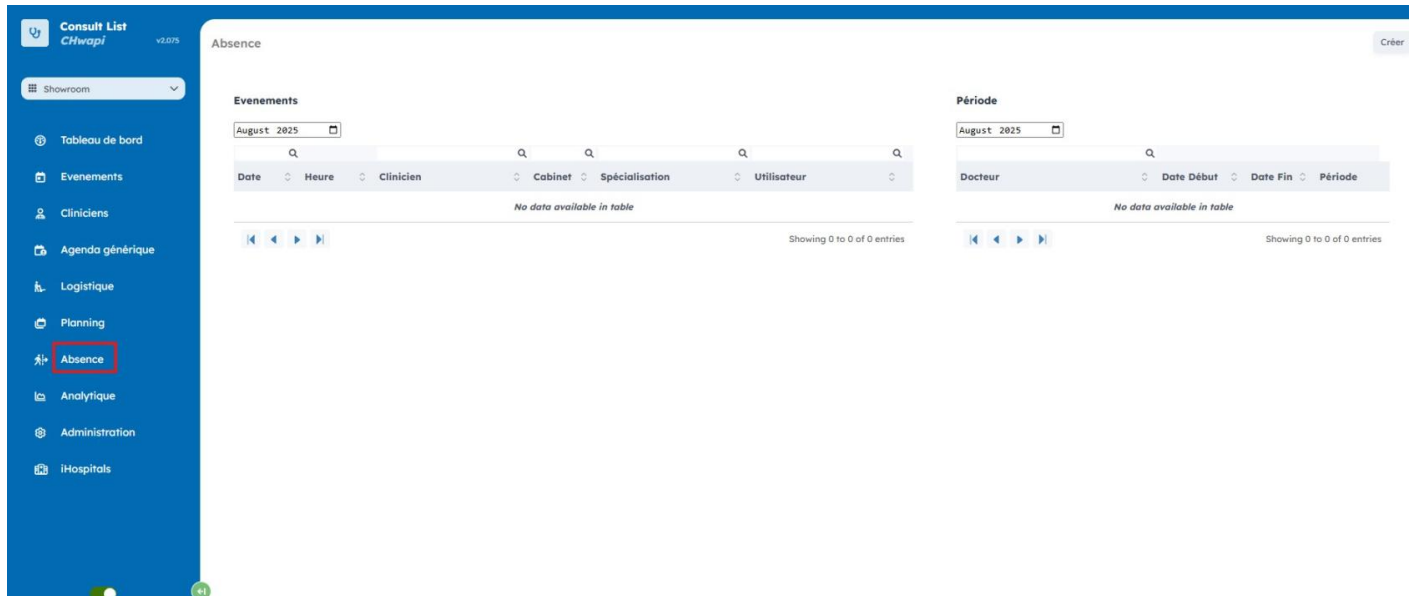 Consult List
CHwapi v2.075
Showroom
Tableau de bord
Evenements
Cliniciens
Agenda générique
Logistique
Planning
Absence
Analytique
Administration
iHospitals
Absence
Créer
Evenements
August 2025
Date Heure Clinicien Cabinet Spécialisation Utilisateur
No data available in table
Showing 0 to 0 of 0 entries
Période
August 2025
Docteur Date Début Date Fin Période
No data available in table
Showing 0 to 0 of 0 entries